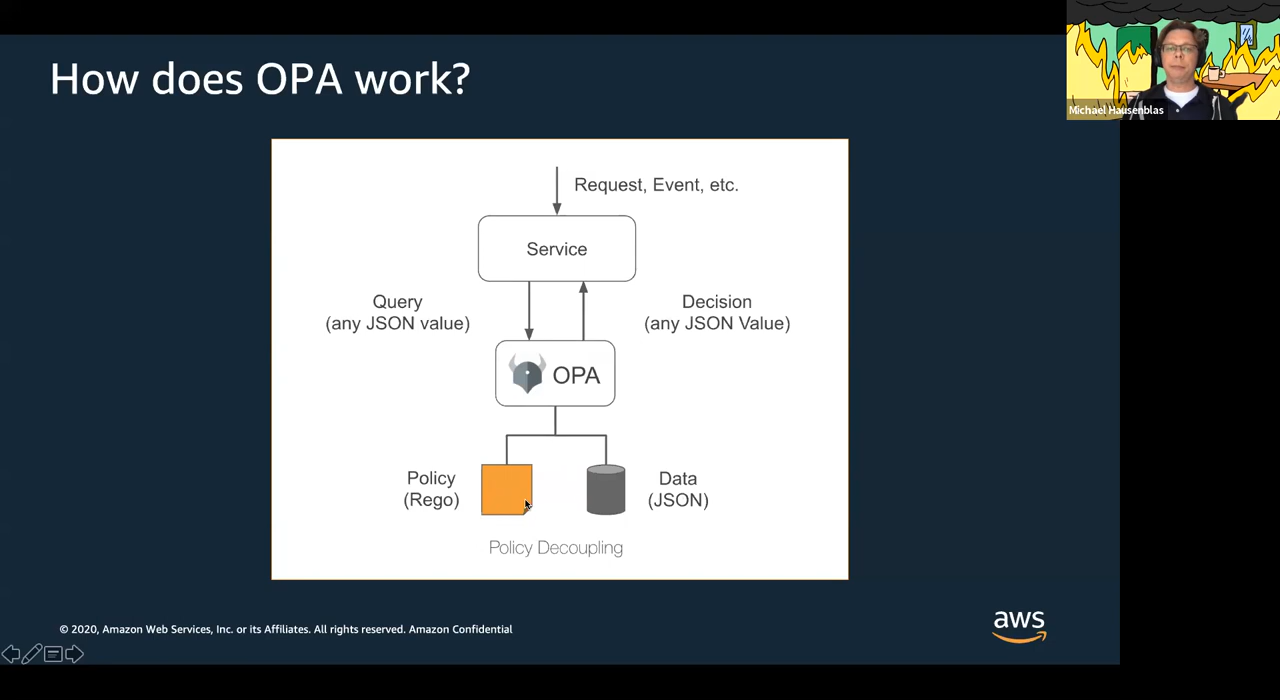 How does OPA work?
Michael Hausenblas
Request, Event, etc.
Service
Query
(any JSON value)
Decision
(any JSON Value)
OPA
Policy
(Rego)
Data
(JSON)
Policy Decoupling
© 2020, Amazon Web Services, Inc. or its Affiliates. All rights reserved. Amazon Confidential
aws